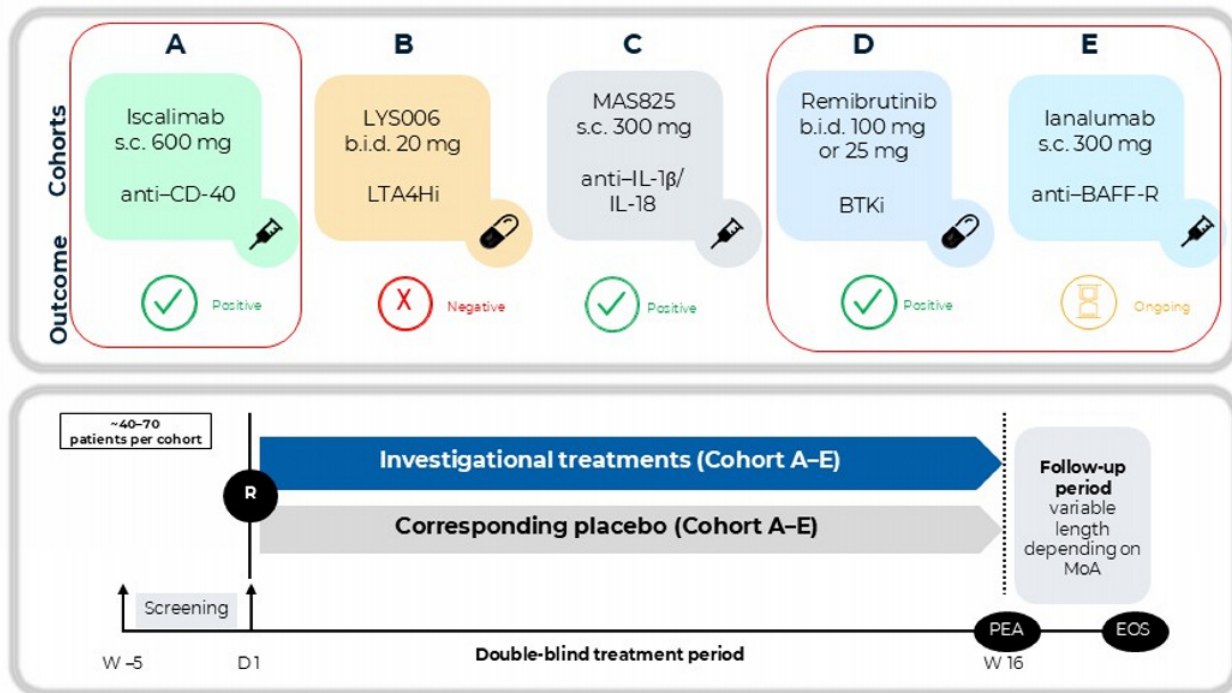 A
B
C
D
E
Cohorts
Iscalimab
s.c. 600 mg
anti–CD-40
LYS006
b.i.d. 20 mg
LTA4Hi
MAS825
s.c. 300 mg
anti–IL-1β/
IL-18
Remibrutinib
b.i.d. 100 mg
or 25 mg
BTKi
Ianalumab
s.c. 300 mg
anti–BAFF-R
Outcome
Positive
X
Negative
Positive
Positive
Ongoing
~40–70
patients per cohort
R
Investigational treatments (Cohort A–E)
Corresponding placebo (Cohort A–E)
Follow-up
period
variable
length
depending on
MoA
Screening
PEA
EOS
W –5
D1
Double-blind treatment period
W 16